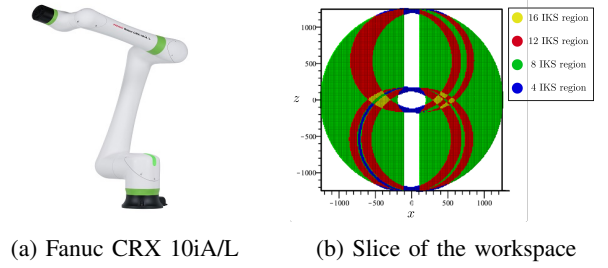 1000
500
0
−500
−1000
z
−1000
−500
0
500
1000
x
16 IKS region
12 IKS region
8 IKS region
4 IKS region
(a) Fanuc CRX 10iA/L
(b) Slice of the workspace